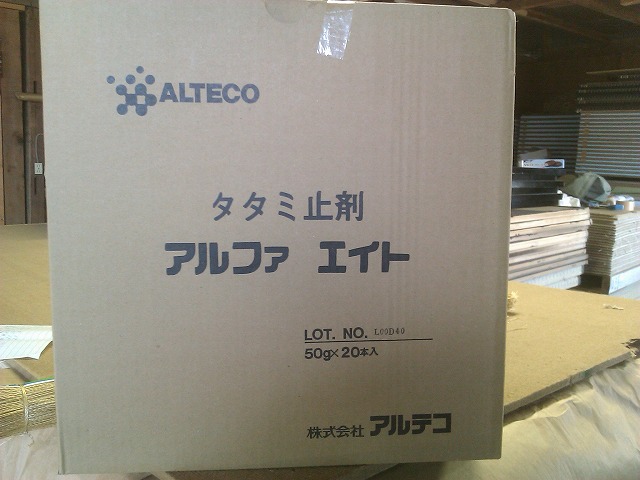 ALTECO
タタミ止剤
アルファ エイト
LOT. NO. L00D40
50g×20本入
株式会社 アルテコ